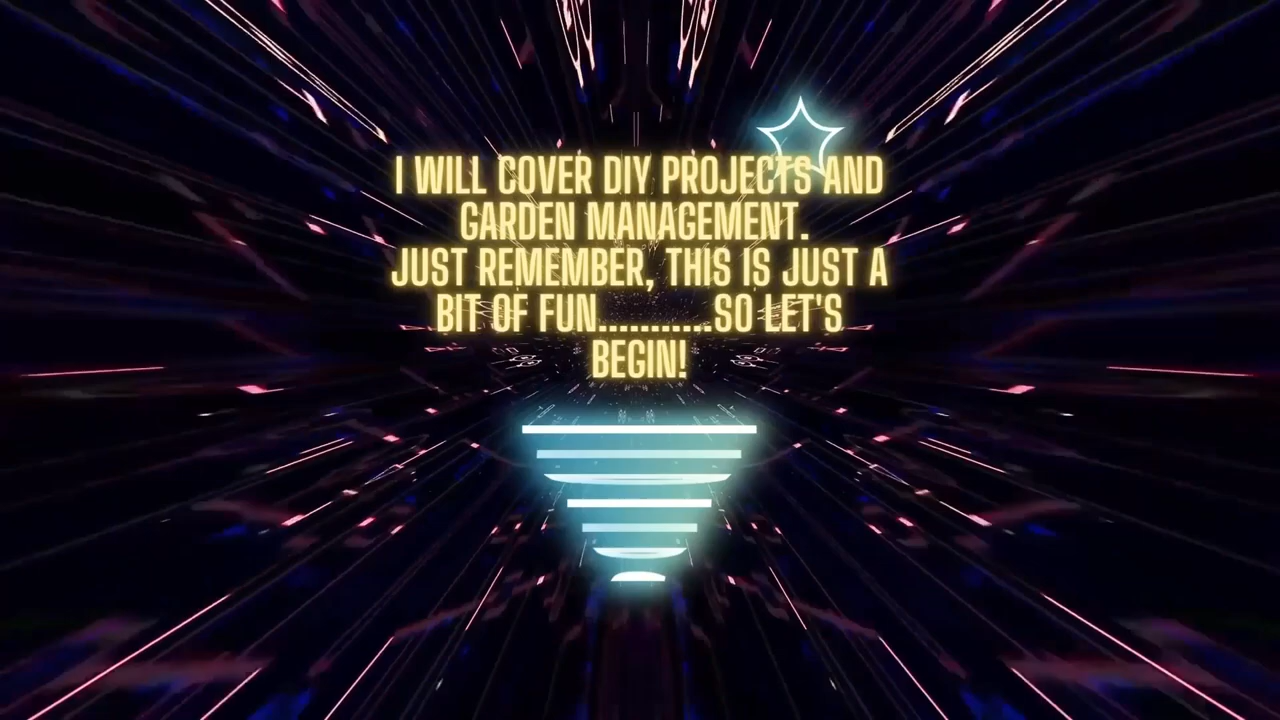 I WILL COVER DIY PROJECTS AND
GARDEN MANAGEMENT.
JUST REMEMBER, THIS IS JUST A
BIT OF FUN...........SO LET'S
BEGIN!